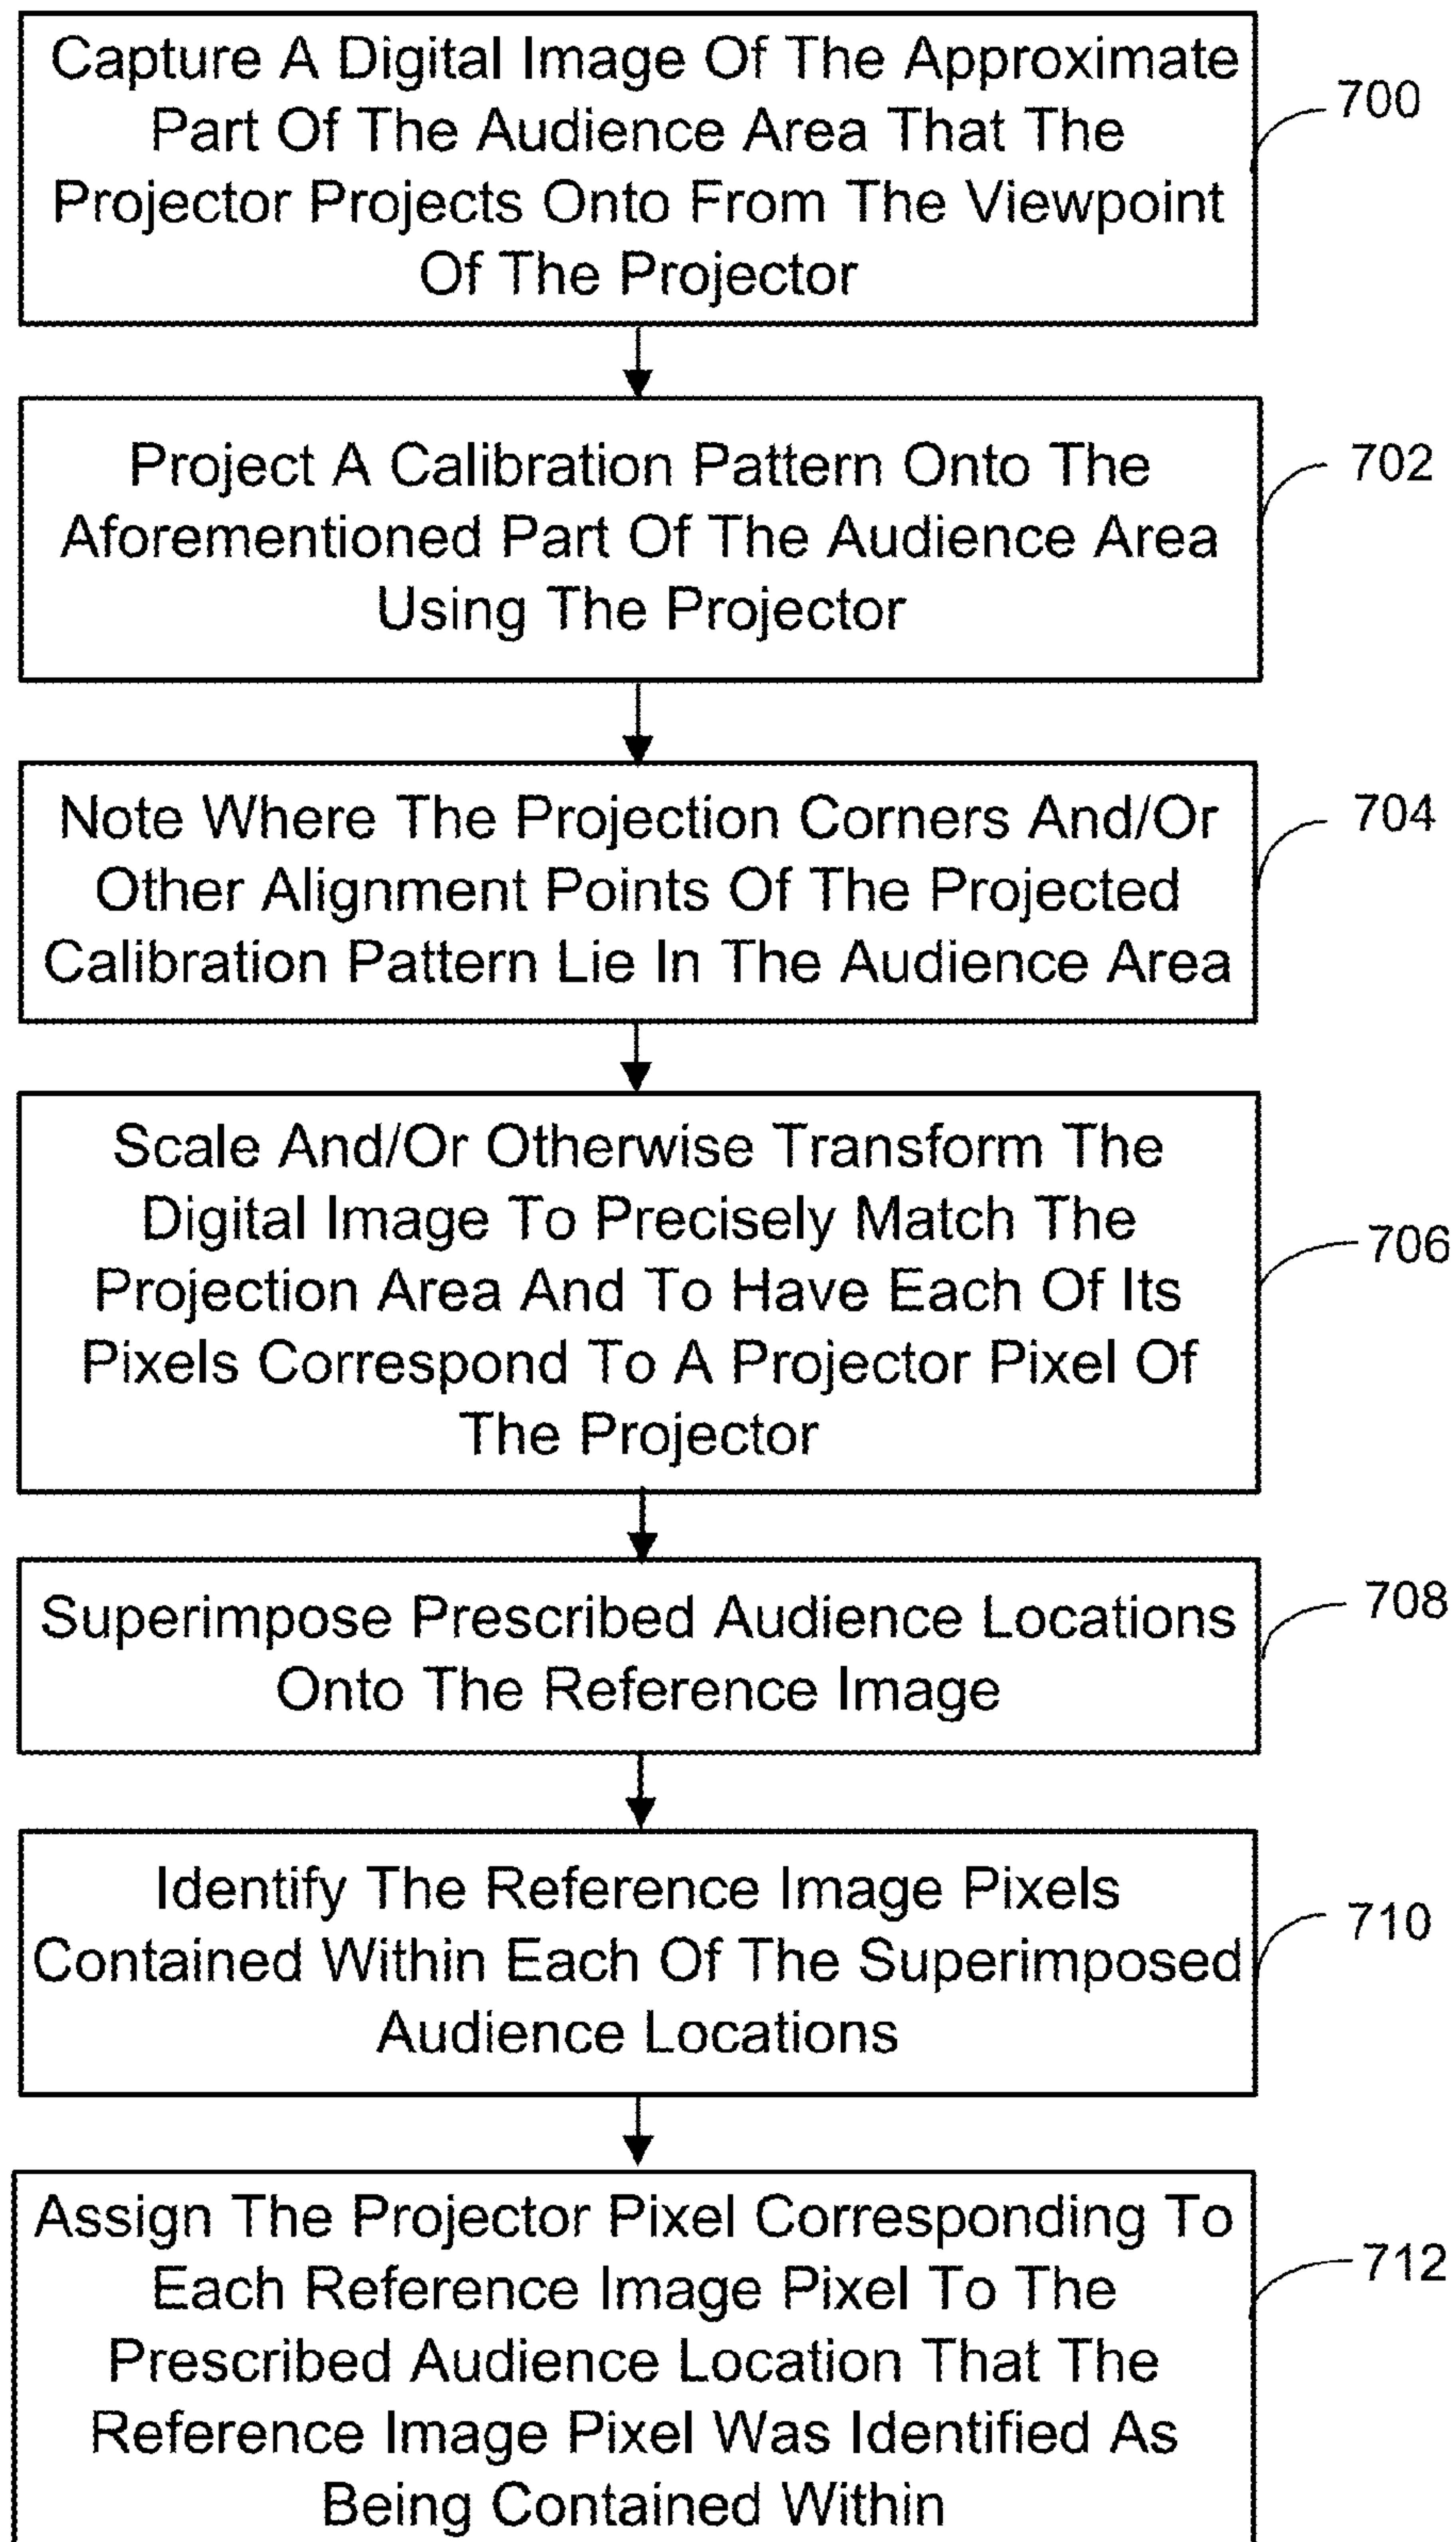 Capture A Digital Image Of The Approximate
Part Of The Audience Area That The
Projector Projects Onto From The Viewpoint
Of The Projector
700
Project A Calibration Pattern Onto The
Aforementioned Part Of The Audience Area
Using The Projector
702
Note Where The Projection Corners And/Or
Other Alignment Points Of The Projected
Calibration Pattern Lie In The Audience Area
704
Scale And/Or Otherwise Transform The
Digital Image To Precisely Match The
Projection Area And To Have Each Of Its
Pixels Correspond To A Projector Pixel Of
The Projector
706
Superimpose Prescribed Audience Locations
Onto The Reference Image
708
Identify The Reference Image Pixels
Contained Within Each Of The Superimposed
Audience Locations
710
Assign The Projector Pixel Corresponding To
Each Reference Image Pixel To The
Prescribed Audience Location That The
Reference Image Pixel Was Identified As
Being Contained Within
712